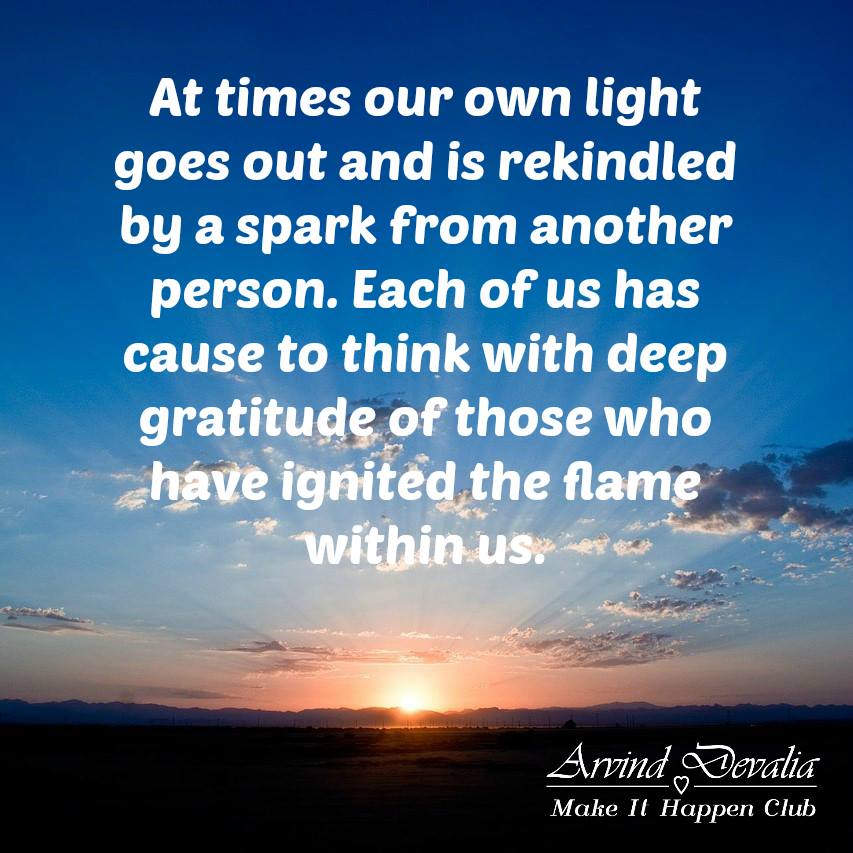 At times our own light
goes out and is rekindled
by a spark from another
person. Each of us has
cause to think with deep
gratitude of those who
have ignited the flame
within us.
Arvind Devalia
Make It Happen Club